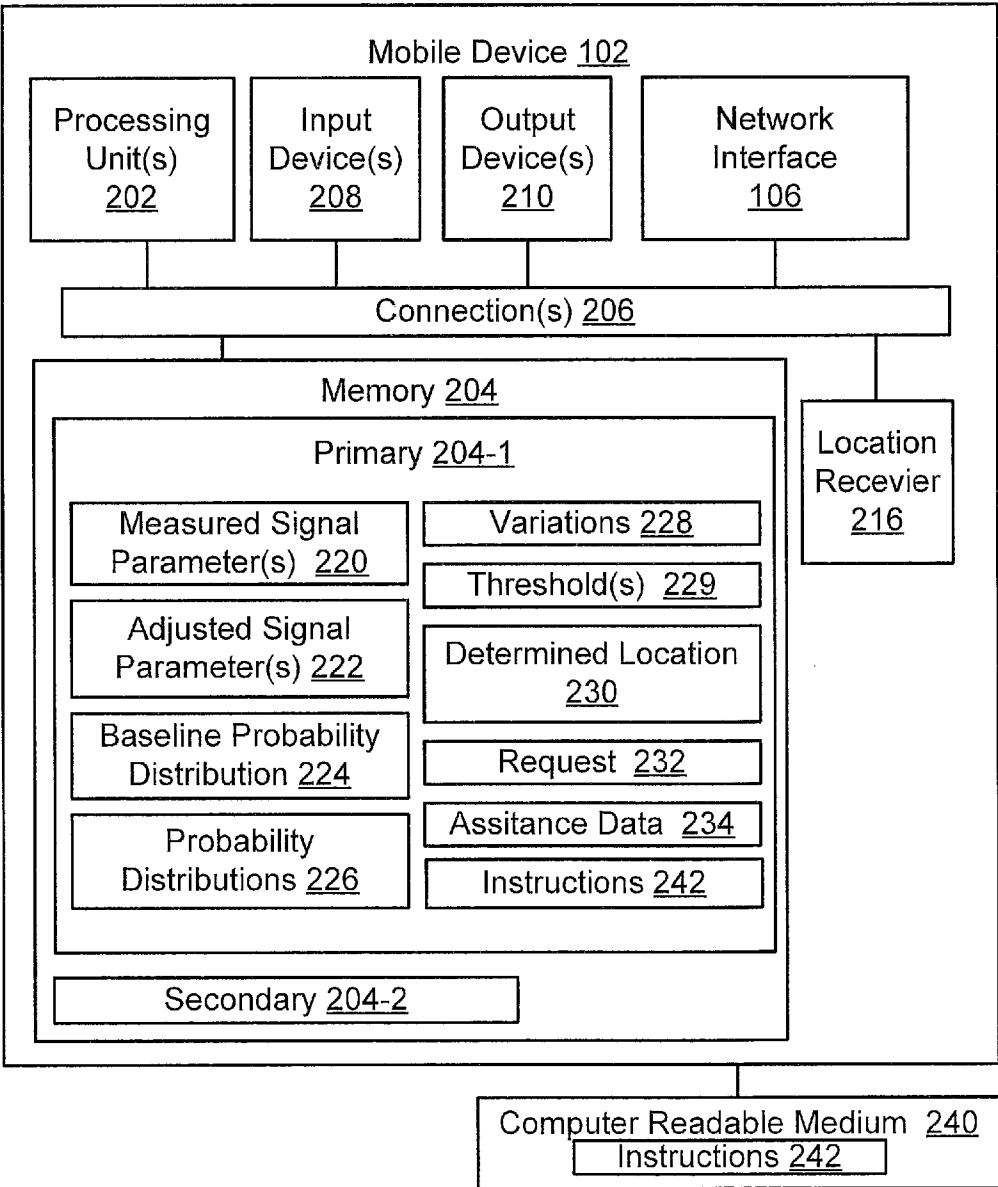 Mobile Device 102
Processing
Unit(s)
202
Input
Device(s)
208
Output
Device(s)
210
Network
Interface
106
Connection(s) 206
Memory 204
Primary 204-1
Measured Signal
Parameter(s) 220
Adjusted Signal
Parameter(s) 222
Baseline Probability
Distribution 224
Probability
Distributions 226
Variations 228
Threshold(s) 229
Determined Location
230
Request 232
Assitance Data 234
Instructions 242
Secondary 204-2
Location
Recevier
216
Computer Readable Medium 240
Instructions 242